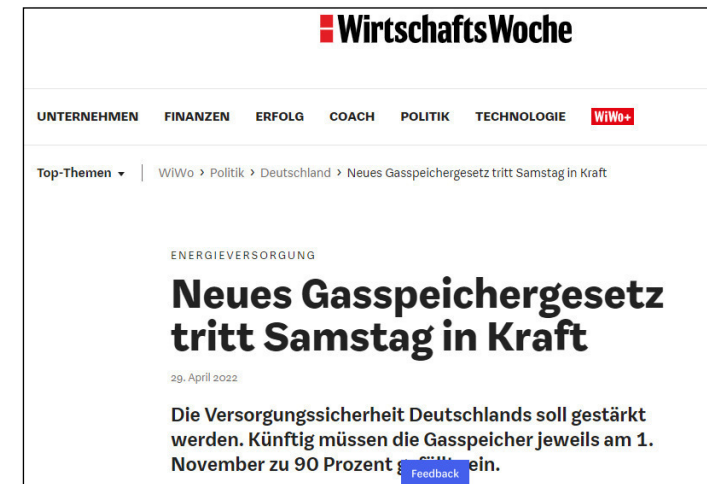 WirtschaftsWoche
UNTERNEHMEN FINANZEN ERFOLG COACH POLITIK TECHNOLOGIE WiWo+
Top-Themen WiWo > Politik > Deutschland > Neues Gasspeichergesetz tritt Samstag in Kraft
ENERGIEVERSORGUNG
Neues Gasspeichergesetz
tritt Samstag in Kraft
29. April 2022
Die Versorgungssicherheit Deutschlands soll gestärkt
werden. Künftig müssen die Gasspeicher jeweils am 1.
November zu 90 Prozent
Feedback